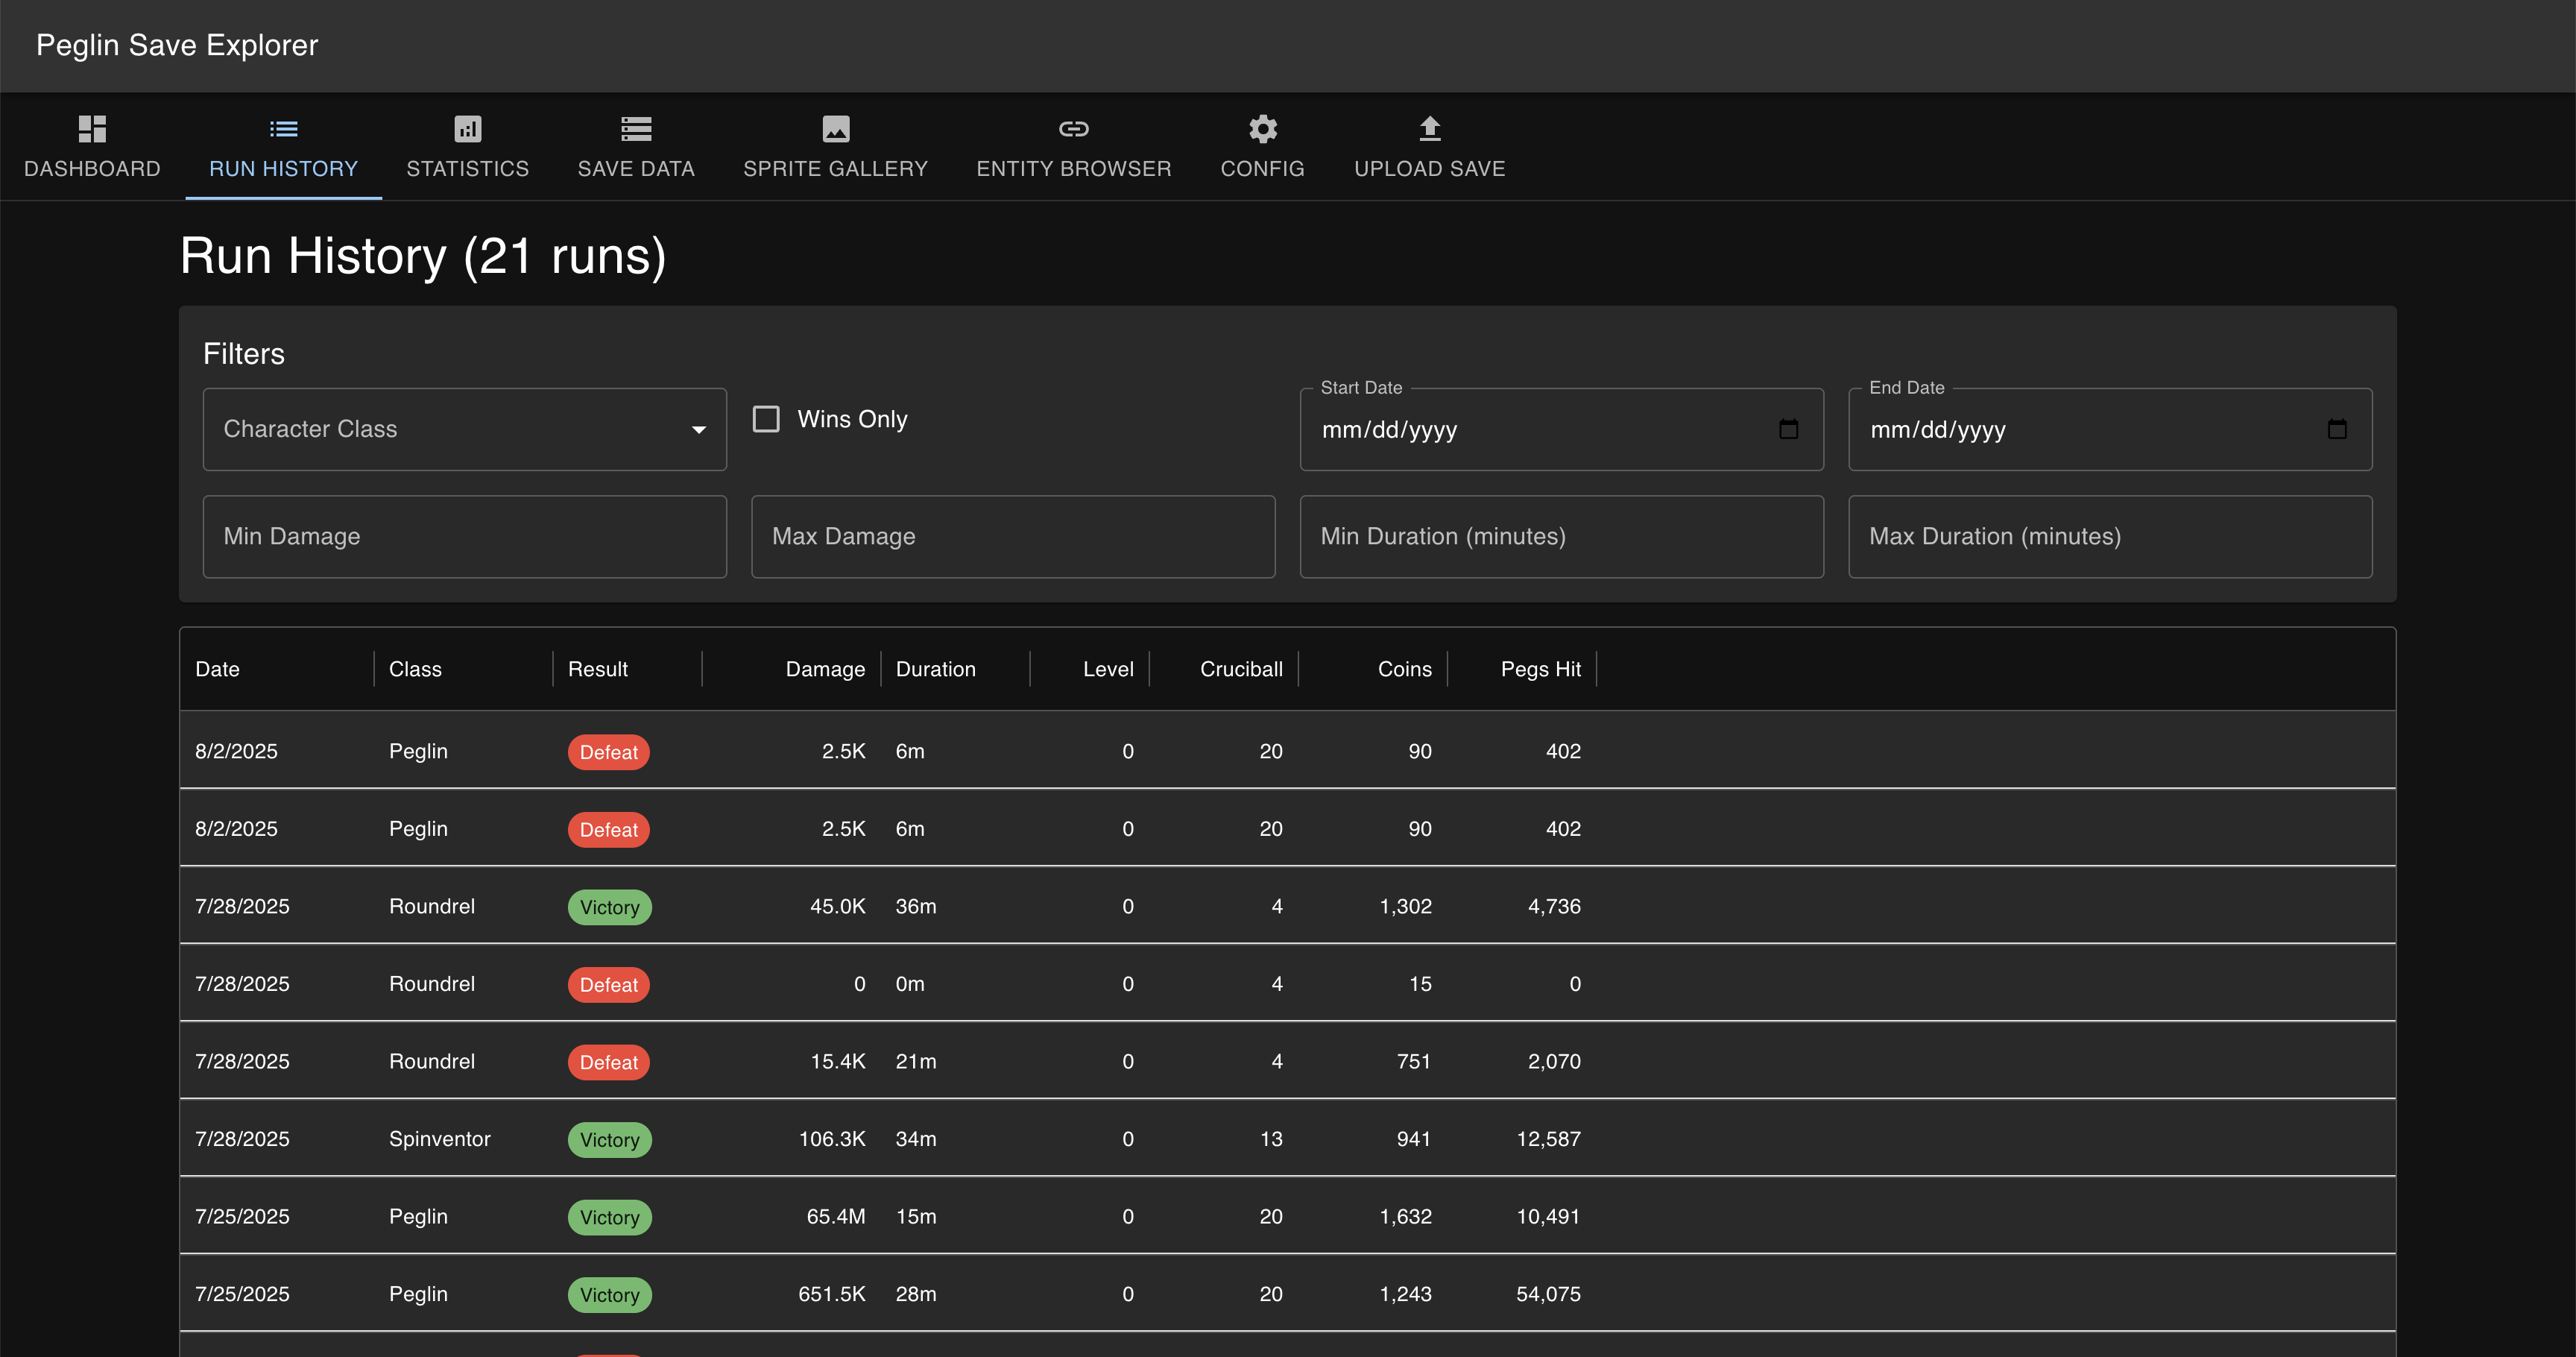 Peglin Save Explorer
DASHBOARD RUN HISTORY STATISTICS SAVE DATA SPRITE GALLERY ENTITY BROWSER CONFIG UPLOAD SAVE
Run History (21 runs)
Filters
Character Class Wins Only Start Date mm/dd/yyyy End Date mm/dd/yyyy
Min Damage Max Damage Min Duration (minutes) Max Duration (minutes)
Date Class Result Damage Duration Level Cruciball Coins Pegs Hit
8/2/2025 Peglin Defeat 2.5K 6m 0 20 90 402
8/2/2025 Peglin Defeat 2.5K 6m 0 20 90 402
7/28/2025 Roundrel Victory 45.0K 36m 0 4 1,302 4,736
7/28/2025 Roundrel Defeat 0 0m 0 4 15 0
7/28/2025 Roundrel Defeat 15.4K 21m 0 4 751 2,070
7/28/2025 Spinventor Victory 106.3K 34m 0 13 941 12,587
7/25/2025 Peglin Victory 65.4M 15m 0 20 1,632 10,491
7/25/2025 Peglin Victory 651.5K 28m 0 20 1,243 54,075